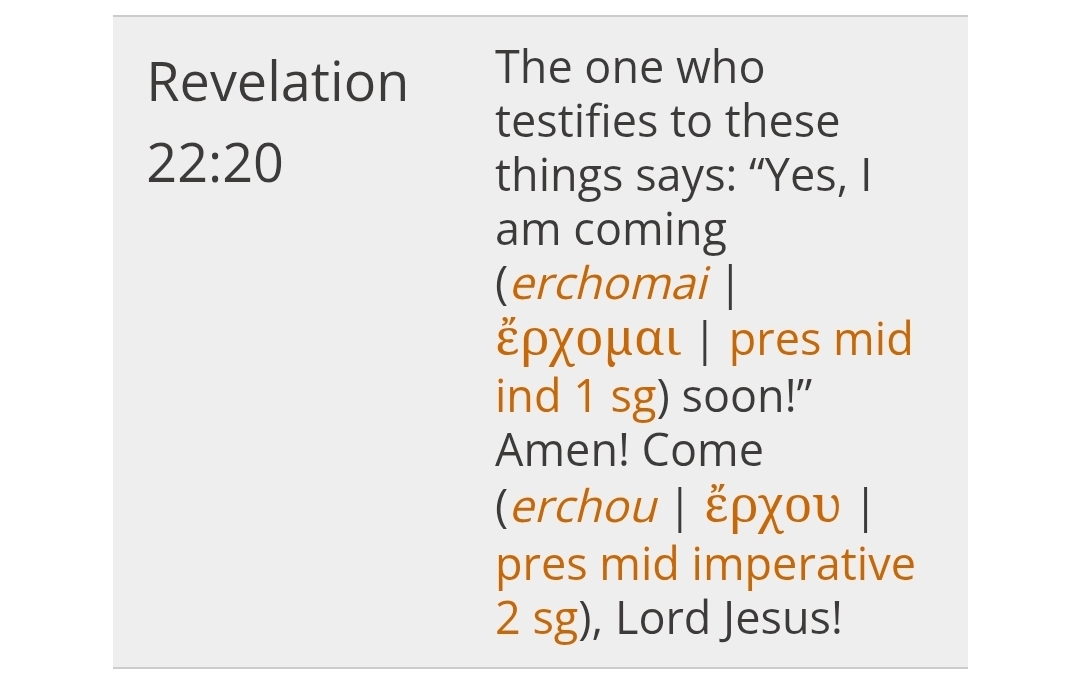 Revelation
22:20
The one who
testifies to these
things says: “Yes, I
am coming
(erchomai |
ἔρχομαι | pres mid
ind 1 sg) soon!”
Amen! Come
(erchou | ἔρχου |
pres mid imperative
2 sg), Lord Jesus!